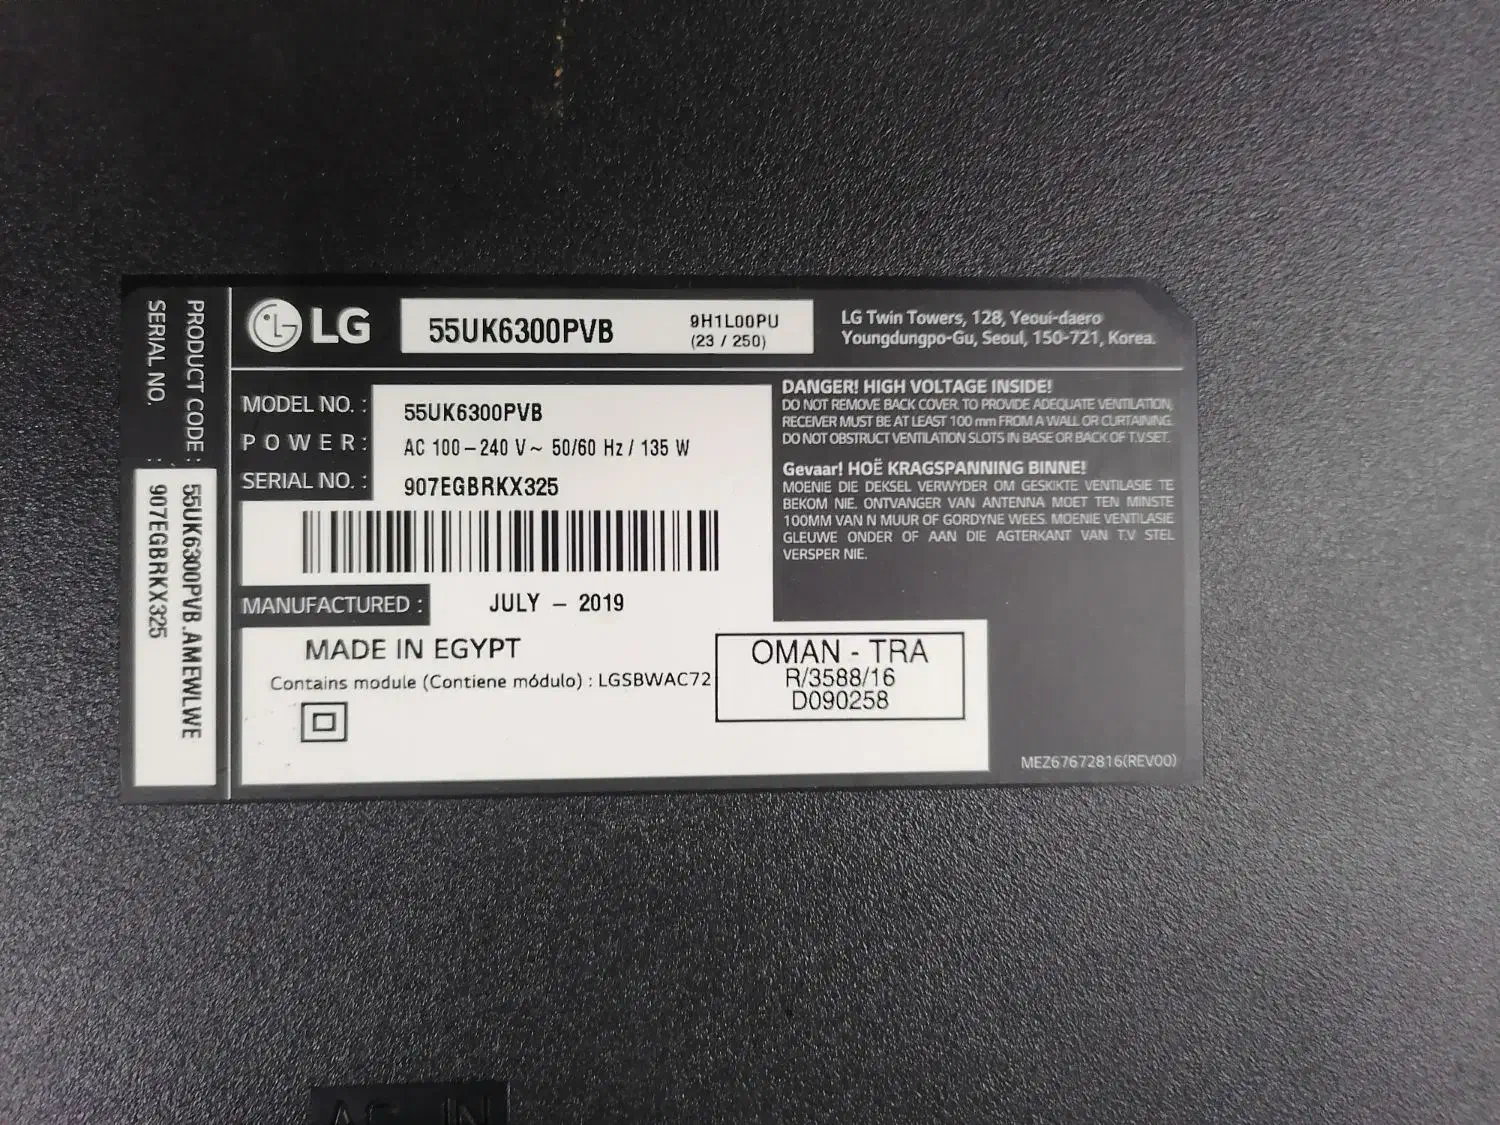 LG
55UK6300PVB
9H1L00PU
(23 / 250)
LG Twin Towers, 128, Yeoui-daero
Youngdungpo-Gu, Seoul, 150-721, Korea.
MODEL NO. : 55UK6300PVB
POWER: AC 100-240 V~ 50/60 Hz / 135 W
SERIAL NO. : 907EGBRKX325
MANUFACTURED : JULY - 2019
MADE IN EGYPT
Contains module (Contiene módulo) : LGSBWAC72
OMAN - TRA
R/3588/16
D090258
DANGER! HIGH VOLTAGE INSIDE!
DO NOT REMOVE BACK COVER. TO PROVIDE ADEQUATE VENTILATION,
RECEIVER MUST BE AT LEAST 100 mm FROM A WALL OR CURTAINING.
DO NOT OBSTRUCT VENTILATION SLOTS IN BASE OR BACK OF T.V.SET.
Gevaar! HOË KRAGSPANNING BINNE!
MOENIE DIE DEKSEL VERWYDER OM GESKIKTE VENTILASIE TE
BEKOM NIE. ONTVANGER VAN ANTENNA MOET TEN MINSTE
100MM VAN N MUUR OF GORDYNE WEES. MOENIE VENTILASIE
GLEUWE ONDER OF AAN DIE AGTERKANT VAN T.V STEL
VERSPER NIE.
MEZ67672816(REV00)
PRODUCT CODE : 55UK6300PVB.AMEWLWE
SERIAL NO. : 907EGBRKX325
AC IN